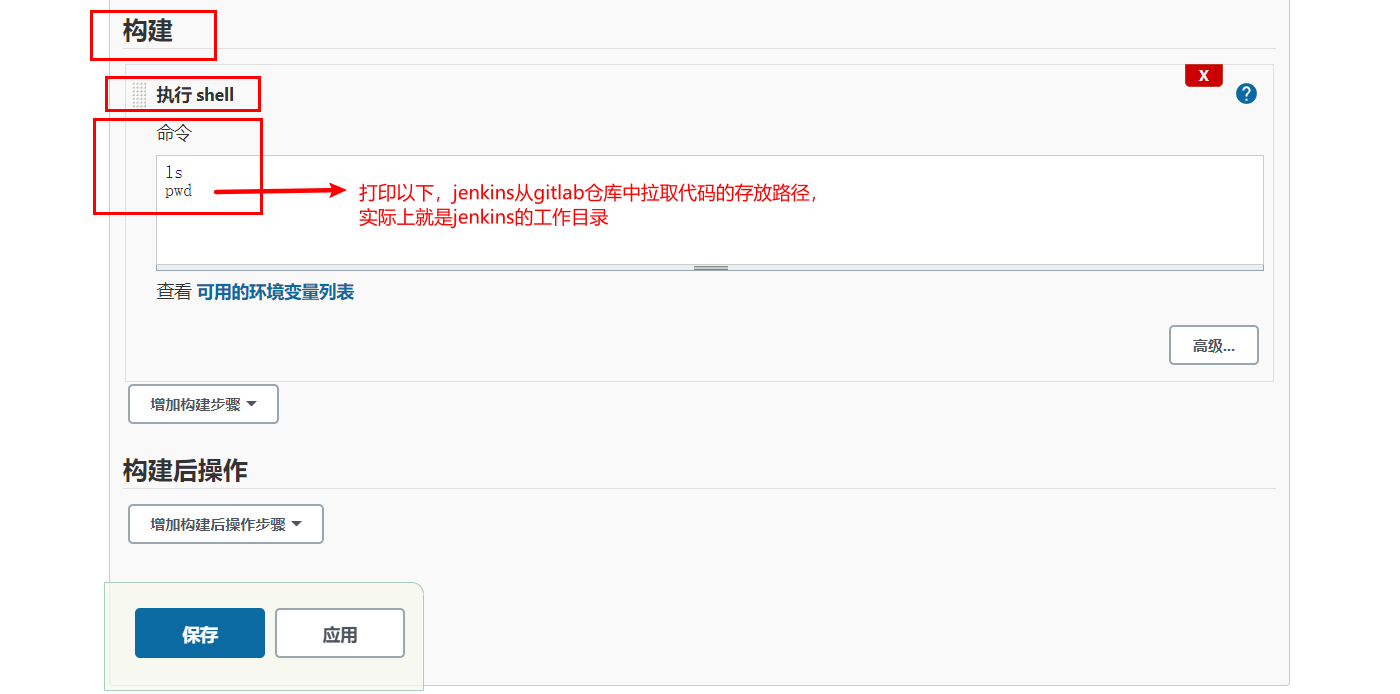 构建
X
执行 shell
?
命令
ls
pwd
打印以下，jenkins从gitlab仓库中拉取代码的存放路径，
实际上就是jenkins的工作目录
查看 可用的环境变量列表
高级...
增加构建步骤
构建后操作
增加构建后操作步骤
保存
应用